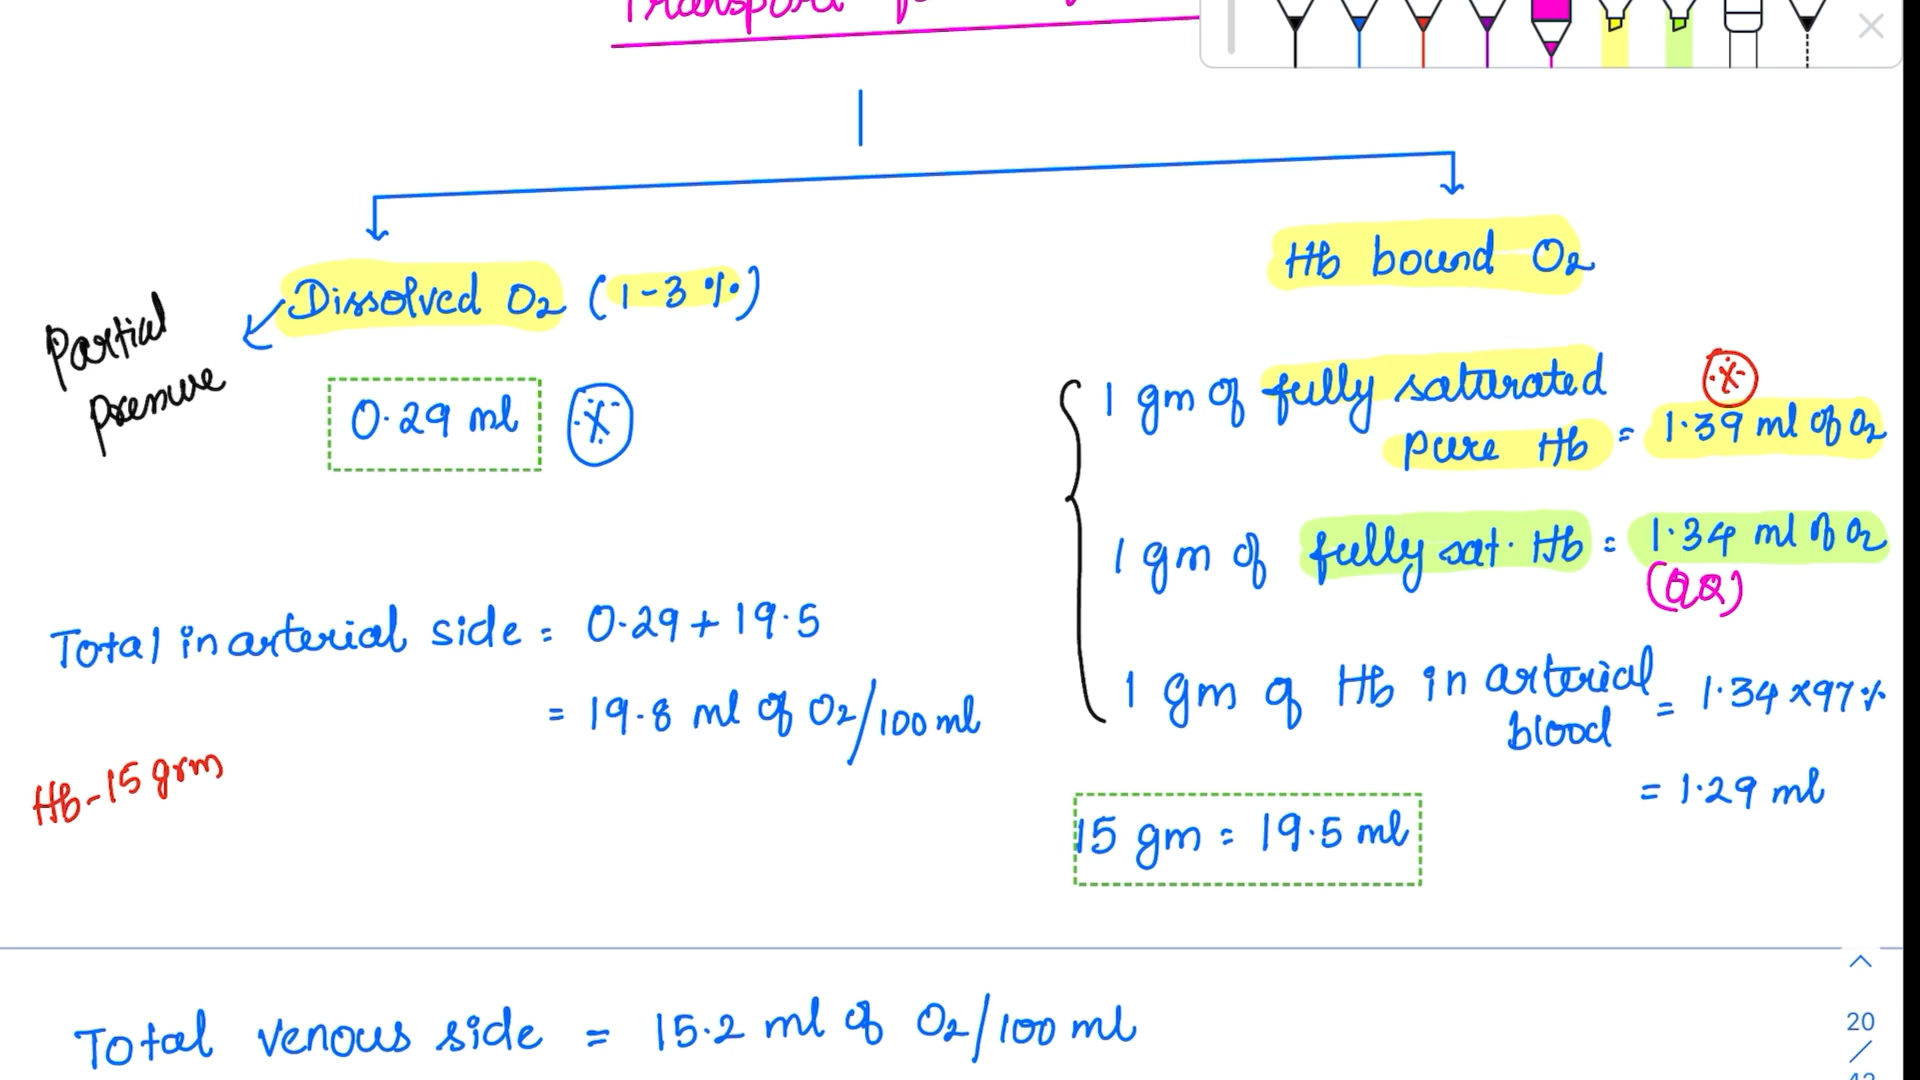 Transport
Hb bound O2
Dissolved O2 (1-3 %)
Partial
pressure
0.29 ml
1 gm of fully saturated
pure Hb = 1.39 ml of O2
1 gm of fully sat. Hb = 1.34 ml of O2
Total in arterial side = 0.29 + 19.5
= 19.8 ml of O2/100 ml
1 gm of Hb in arterial
blood = 1.34 x 97%
= 1.29 ml
Hb-15 grm
15 gm = 19.5 ml
Total venous side = 15.2 ml of O2/100 ml
20
/